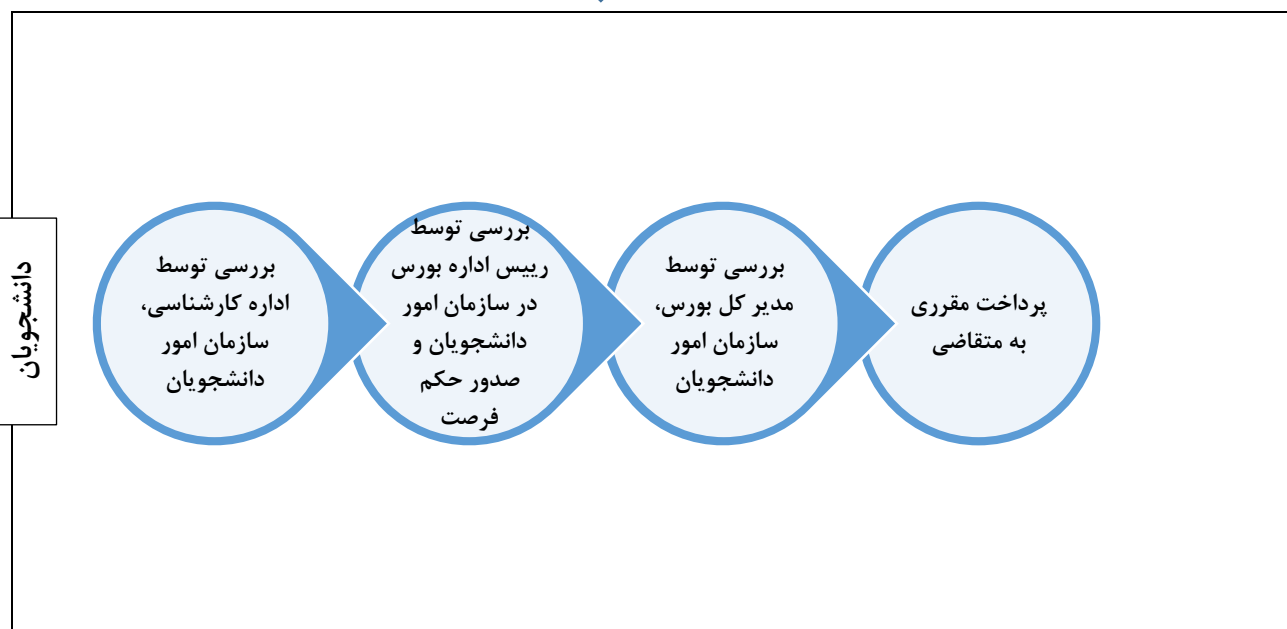 دانشجویان
بررسی توسط
اداره کارشناسی،
سازمان امور
دانشجویان
بررسی توسط
رییس اداره بورس
در سازمان امور
دانشجویان و
صدور حکم
فرصت
بررسی توسط
مدیر کل بورس،
سازمان امور
دانشجویان
پرداخت مقرری
به متقاضی